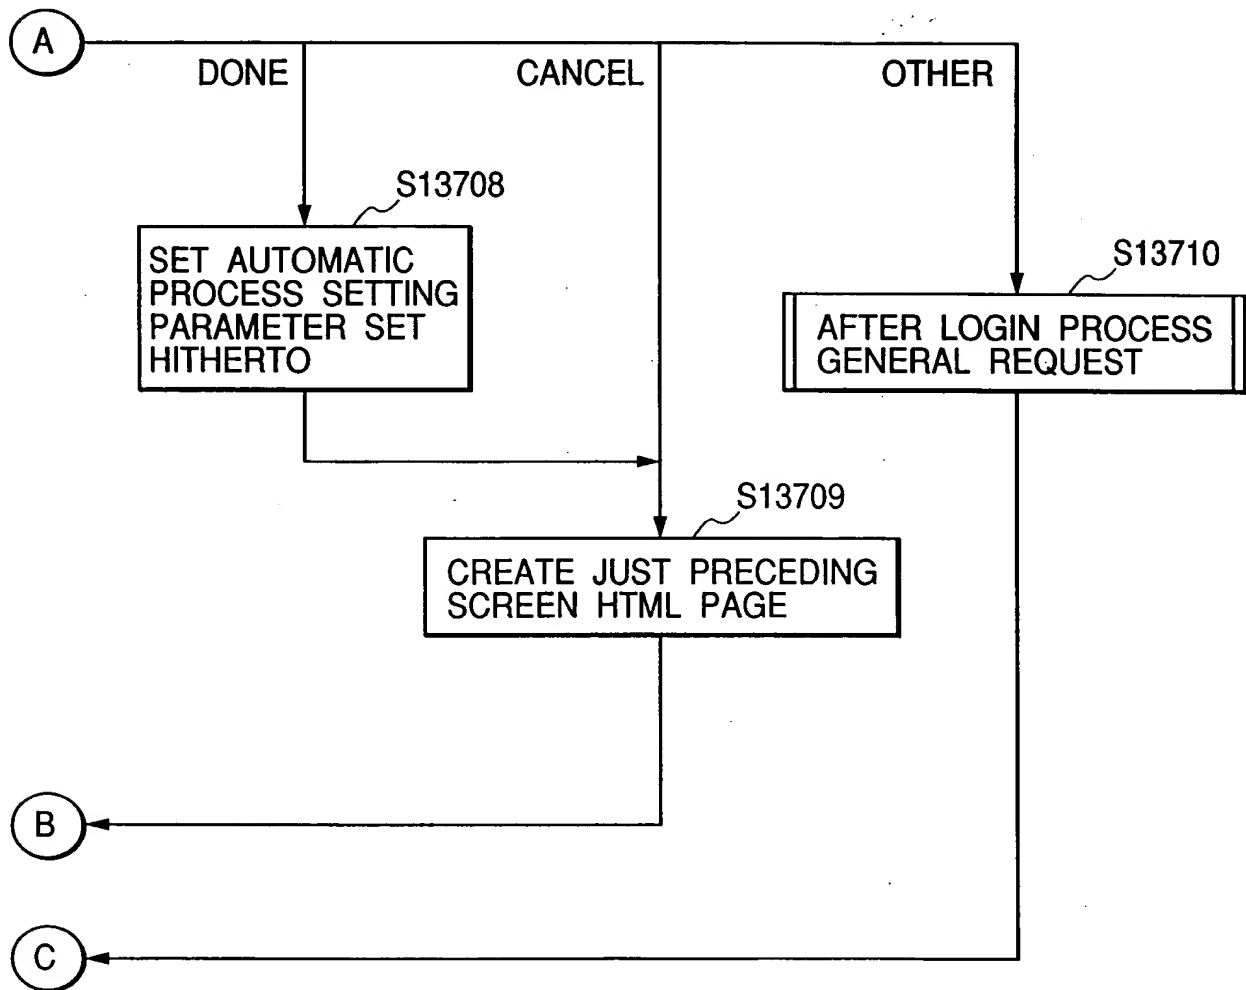 A
DONE
CANCEL
OTHER
S13708
SET AUTOMATIC
PROCESS SETTING
PARAMETER SET
HITHERTO
S13710
AFTER LOGIN PROCESS
GENERAL REQUEST
S13709
CREATE JUST PRECEDING
SCREEN HTML PAGE
B
C